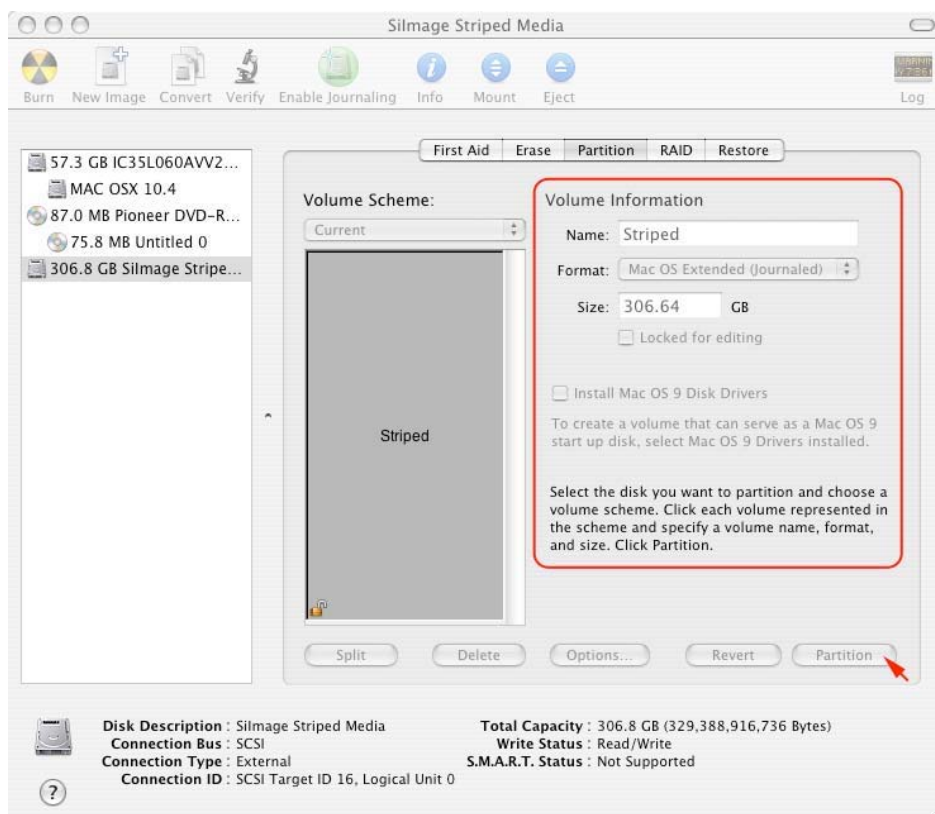 SiImage Striped Media
Burn New Image Convert Verify Enable Journaling Info Mount Eject Log
57.3 GB IC35L060AVV2...
MAC OSX 10.4
87.0 MB Pioneer DVD-R...
75.8 MB Untitled 0
306.8 GB SiImage Stripe...
First Aid Erase Partition RAID Restore
Volume Scheme:
Current
Striped
Volume Information
Name: Striped
Format: Mac OS Extended (Journaled)
Size: 306.64 GB
Locked for editing
Install Mac OS 9 Disk Drivers
To create a volume that can serve as a Mac OS 9
start up disk, select Mac OS 9 Drivers installed.
Select the disk you want to partition and choose a
volume scheme. Click each volume represented in
the scheme and specify a volume name, format,
and size. Click Partition.
Split Delete Options... Revert Partition
Disk Description : SiImage Striped Media
Connection Bus : SCSI
Connection Type : External
Connection ID : SCSI Target ID 16, Logical Unit 0
Total Capacity : 306.8 GB (329,388,916,736 Bytes)
Write Status : Read/Write
S.M.A.R.T. Status : Not Supported
?